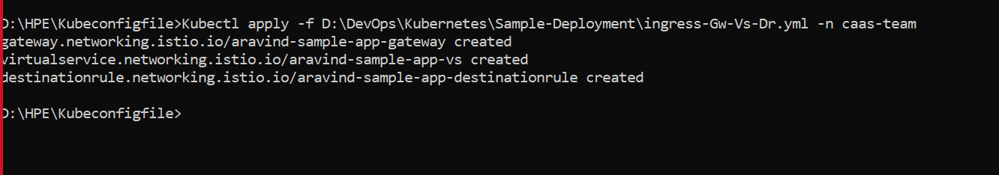 D:\HPE\Kubeconfigfile>Kubectl apply -f D:\DevOps\Kubernetes\Sample-Deployment\ingress-Gw-Vs-Dr.yml -n caas-team
gateway.networking.istio.io/aravind-sample-app-gateway created
virtualservice.networking.istio.io/aravind-sample-app-vs created
destinationrule.networking.istio.io/aravind-sample-app-destinationrule created
D:\HPE\Kubeconfigfile>